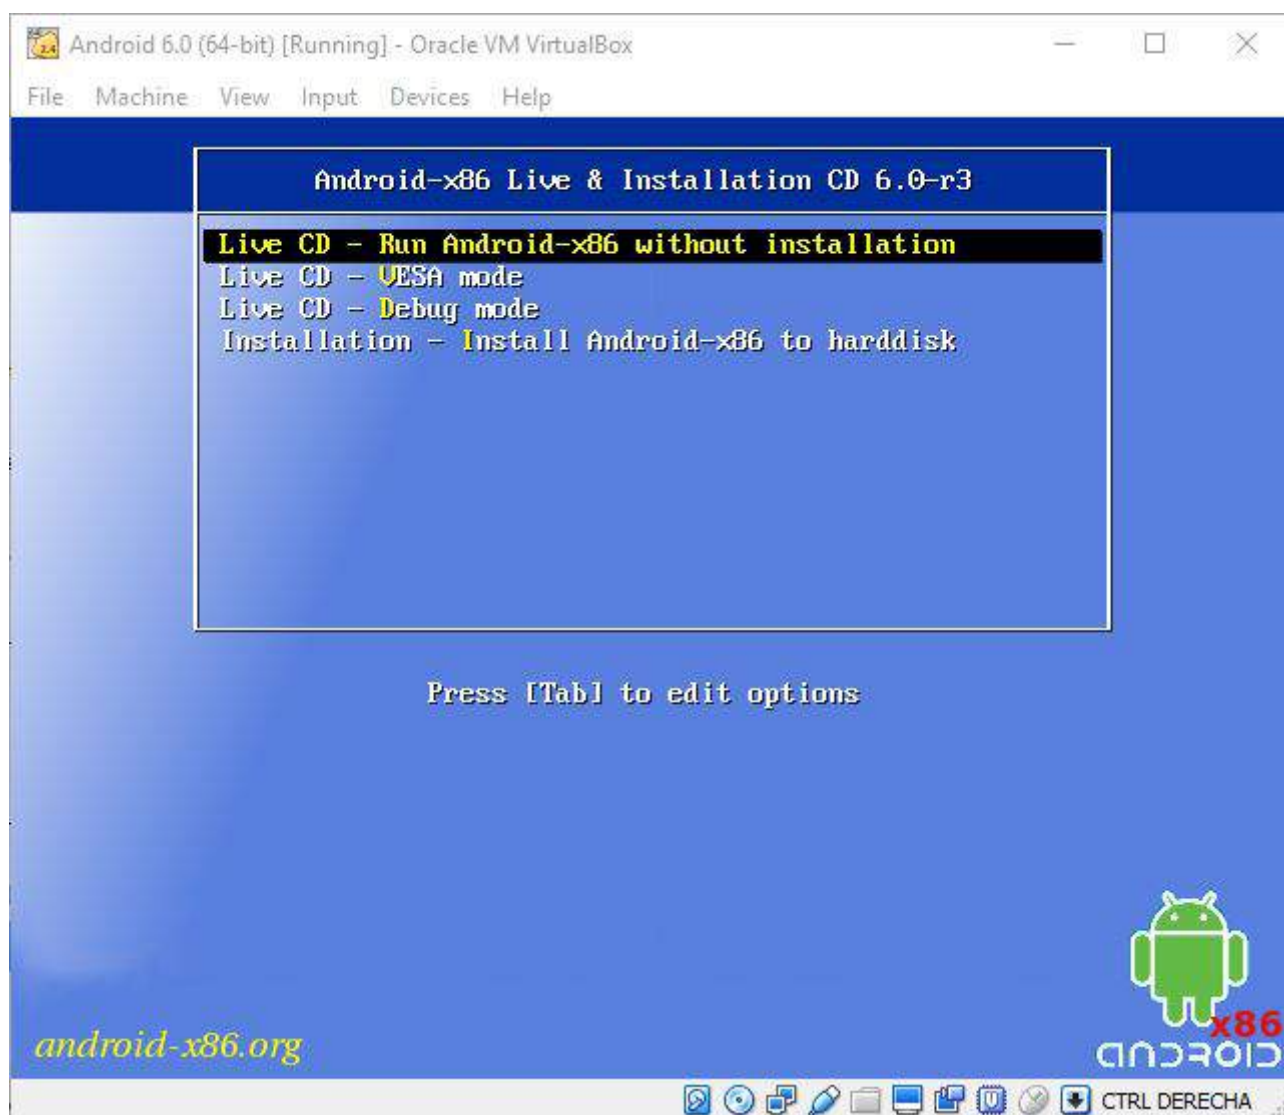 Android 6.0 (64-bit) [Running] - Oracle VM VirtualBox
File Machine View Input Devices Help
Android-x86 Live & Installation CD 6.0-r3
Live CD - Run Android-x86 without installation
Live CD - VESA mode
Live CD - Debug mode
Installation - Install Android-x86 to harddisk
Press [Tab] to edit options
x86
android
android-x86.org
CTRL DERECHA